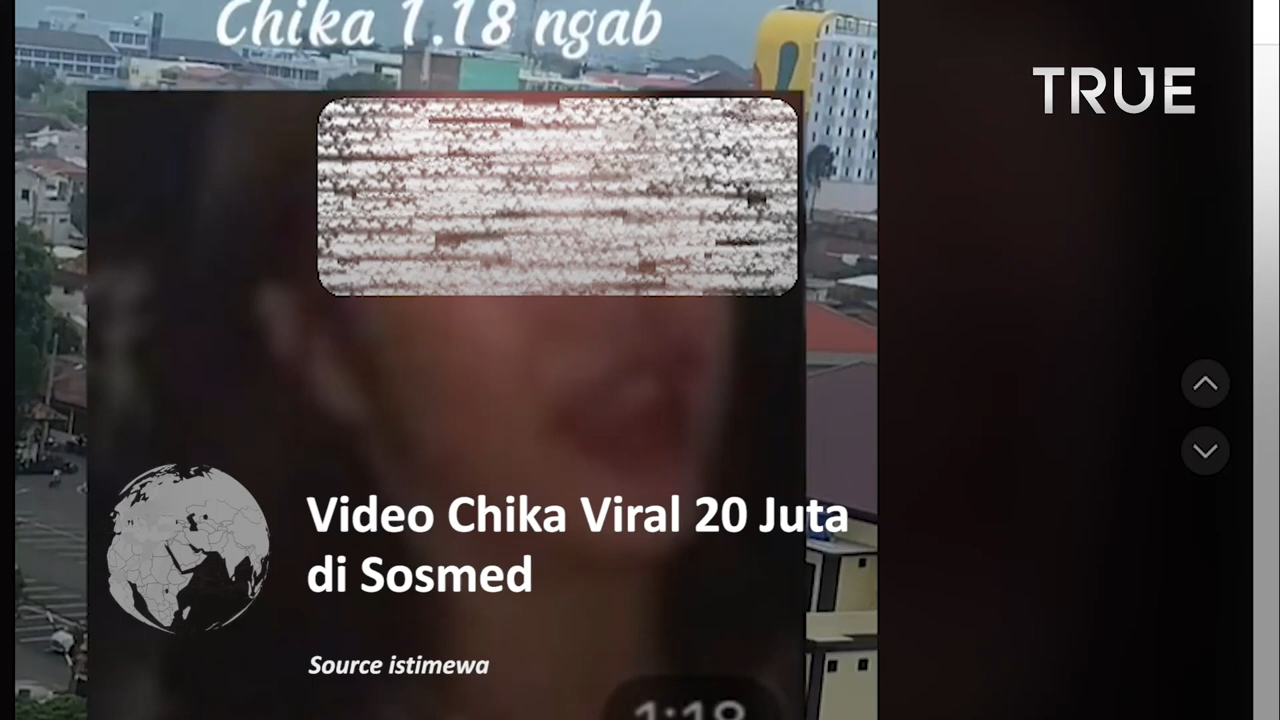 Chika 1.18 ngab
TRUE
Video Chika Viral 20 Juta
di Sosmed
Source istimewa
1:18